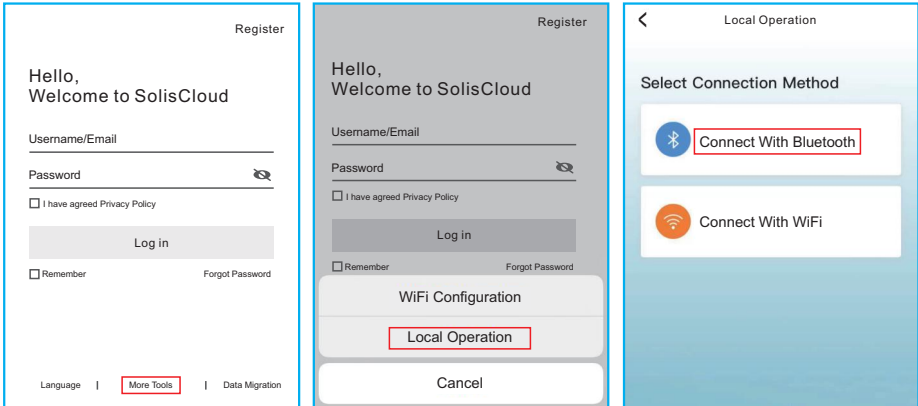 Register
Hello,
Welcome to SolisCloud
Username/Email
Password
I have agreed Privacy Policy
Log in
Remember Forgot Password
Language | More Tools | Data Migration
Register
Hello,
Welcome to SolisCloud
Username/Email
Password
I have agreed Privacy Policy
Log in
Remember Forgot Password
WiFi Configuration
Local Operation
Cancel
Local Operation
Select Connection Method
Connect With Bluetooth
Connect With WiFi